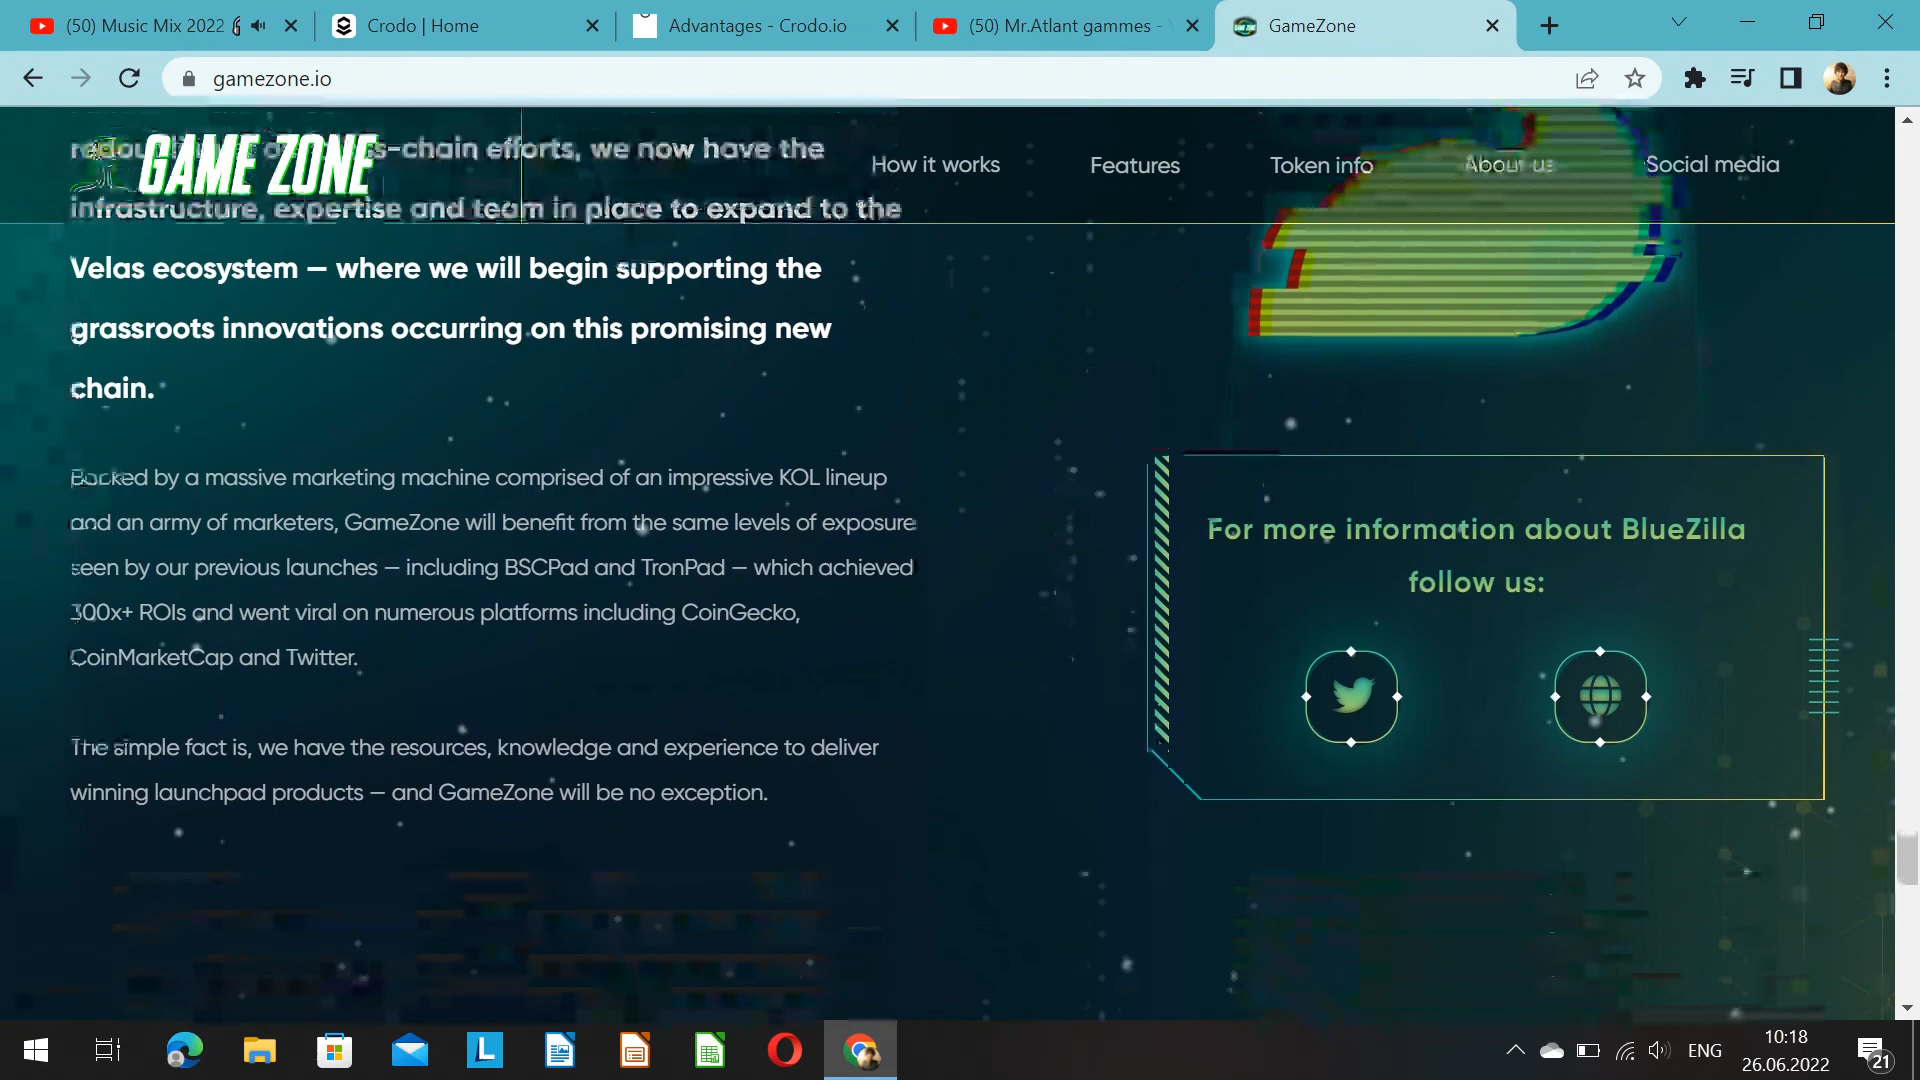 (50) Music Mix 2022
Crodo | Home
Advantages - Crodo.io
(50) Mr.Atlant gammes -
GameZone
gamezone.io
GAME ZONE
How it works
Features
Token info
About us
Social media
s-chain efforts, we now have the
infrastructure, expertise and team in place to expand to the
Velas ecosystem — where we will begin supporting the
grassroots innovations occurring on this promising new
chain.
Backed by a massive marketing machine comprised of an impressive KOL lineup
and an army of marketers, GameZone will benefit from the same levels of exposure
seen by our previous launches — including BSCPad and TronPad — which achieved
300x+ ROIs and went viral on numerous platforms including CoinGecko,
CoinMarketCap and Twitter.
The simple fact is, we have the resources, knowledge and experience to deliver
winning launchpad products — and GameZone will be no exception.
For more information about BlueZilla
follow us:
L
ENG
10:18
26.06.2022
21